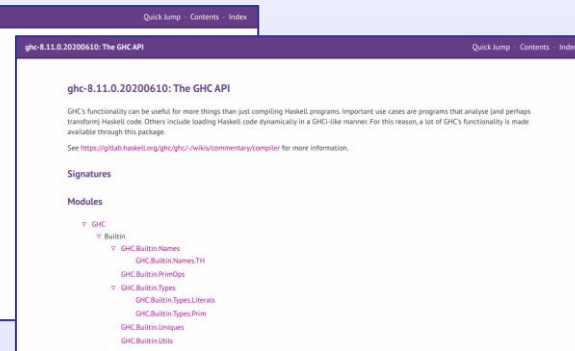 Quick Jump · Contents · Index
ghc-8.11.0.20200610: The GHC API
Quick Jump · Contents · Index
ghc-8.11.0.20200610: The GHC API
GHC's functionality can be useful for more things than just compiling Haskell programs. Important use cases are programs that analyse (and perhaps
transform) Haskell code. Others include loading Haskell code dynamically in a GHCi-like manner. For this reason, a lot of GHC's functionality is made
available through this package.
See https://gitlab.haskell.org/ghc/ghc/-/wikis/commentary/compiler for more information.
Signatures
Modules
▽ GHC
▽ Builtin
▽ GHC.Builtin.Names
GHC.Builtin.Names.TH
GHC.Builtin.PrimOps
▽ GHC.Builtin.Types
GHC.Builtin.Types.Literals
GHC.Builtin.Types.Prim
GHC.Builtin.Uniques
GHC.Builtin.Utils